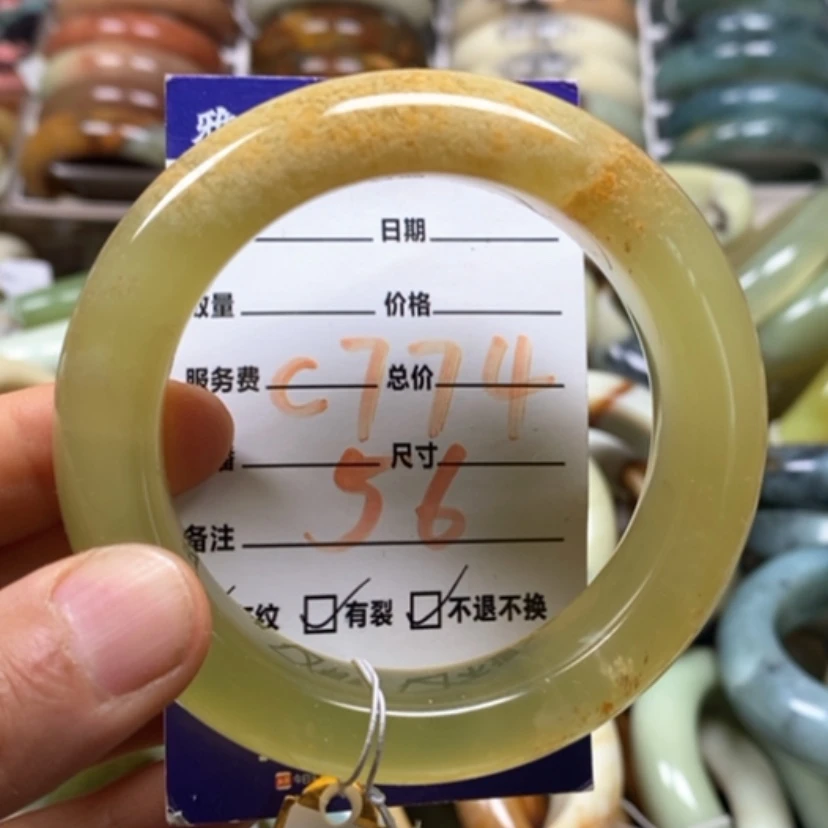 雅
日期
量 价格
服务费 总价
c774
尺寸
56
备注
纹 ☑有裂 ☑不退不换